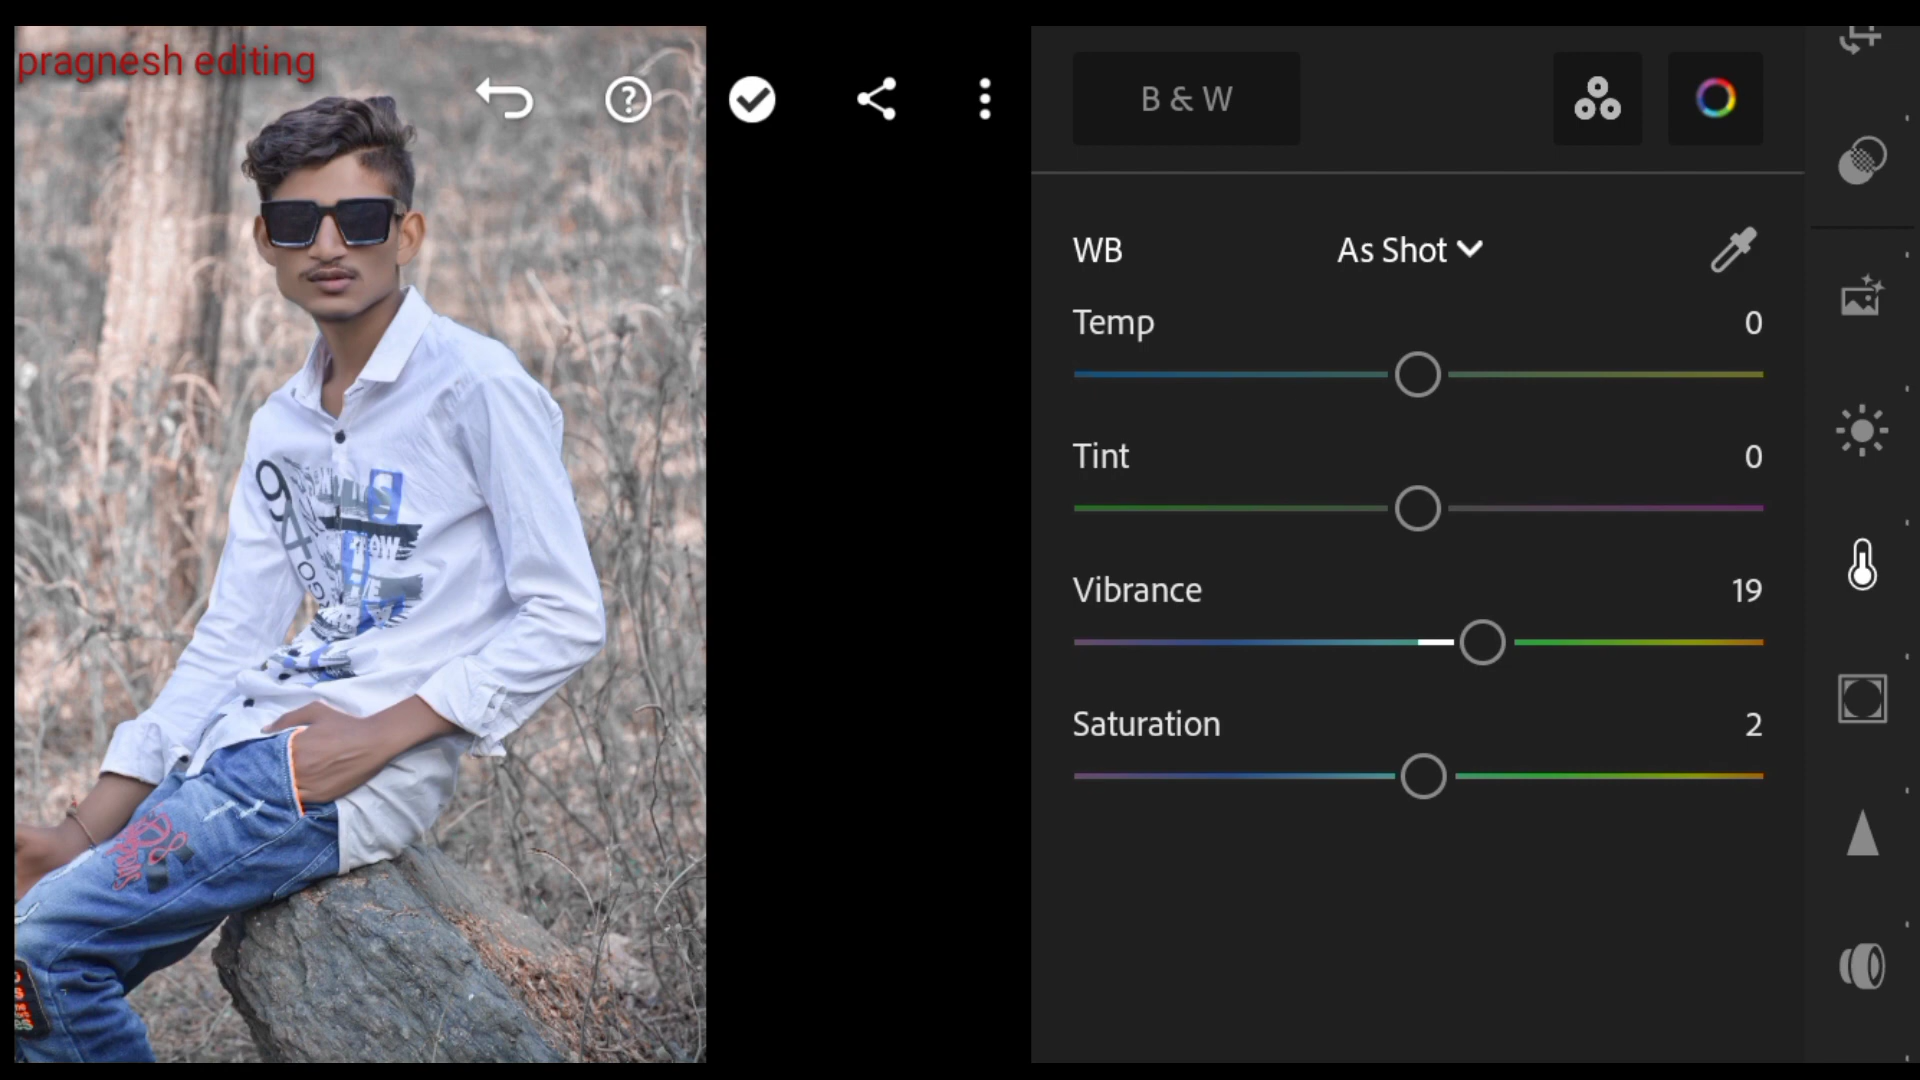 pragnesh editing
B & W
WB As Shot
Temp 0
Tint 0
Vibrance 19
Saturation 2